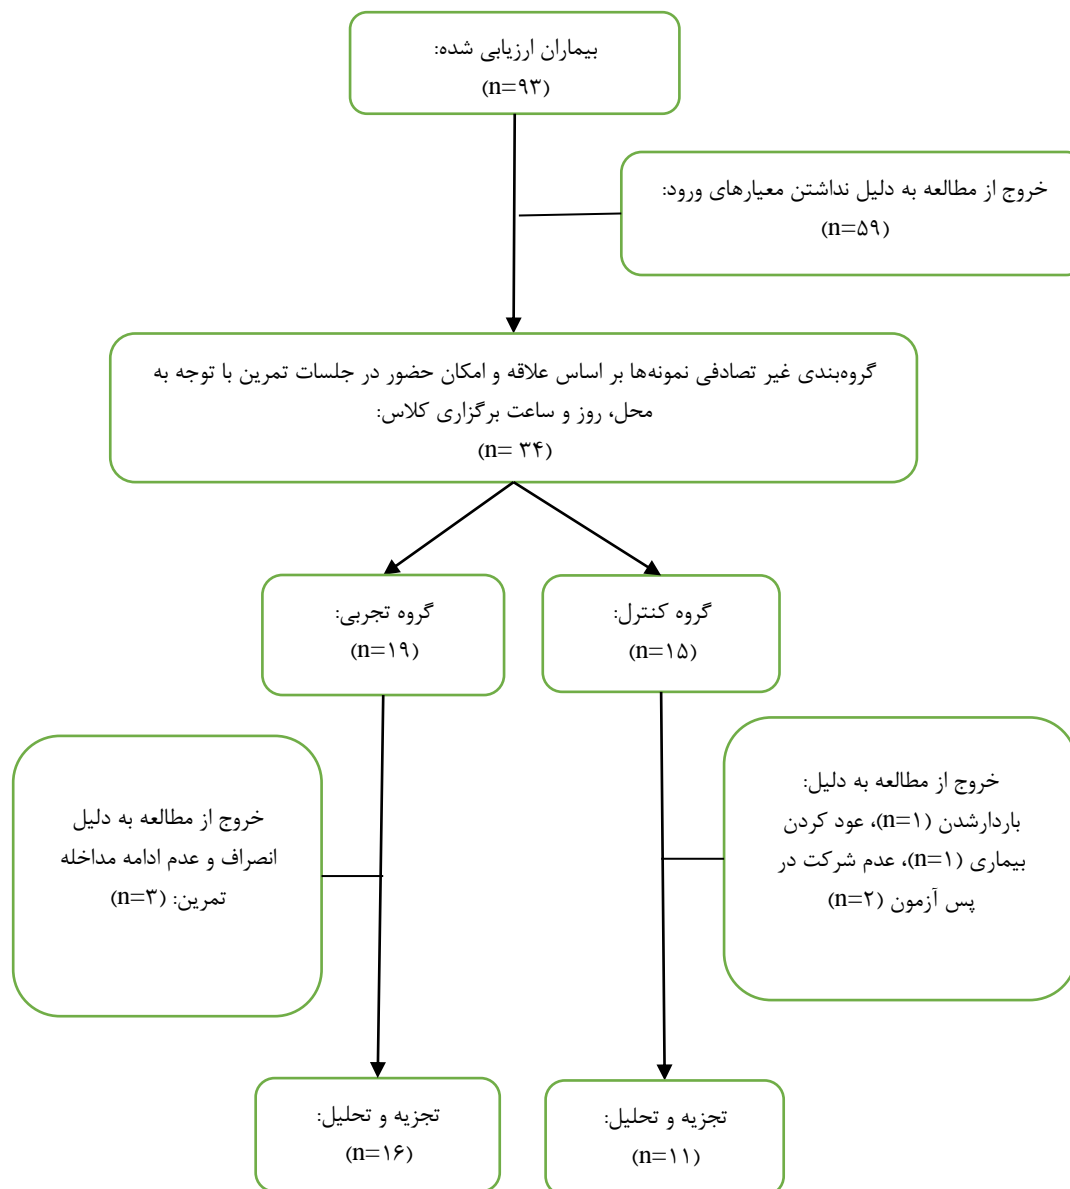 بیماران ارزیابی شده:
(n=۹۳)
خروج از مطالعه به دلیل نداشتن معیارهای ورود:
(n=۵۹)
گروه‌بندی غیر تصادفی نمونه‌ها بر اساس علاقه و امکان حضور در جلسات تمرین با توجه به
محل، روز و ساعت برگزاری کلاس:
(n= ۳۴)
گروه کنترل:
(n=۱۵)
گروه تجربی:
(n=۱۹)
خروج از مطالعه به دلیل:
باردارشدن (n=۱)، عود کردن
بیماری (n=۱)، عدم شرکت در
پس آزمون (n=۲)
خروج از مطالعه به دلیل
انصراف و عدم ادامه مداخله
تمرین: (n=۳)
تجزیه و تحلیل:
(n=۱۱)
تجزیه و تحلیل:
(n=۱۶)